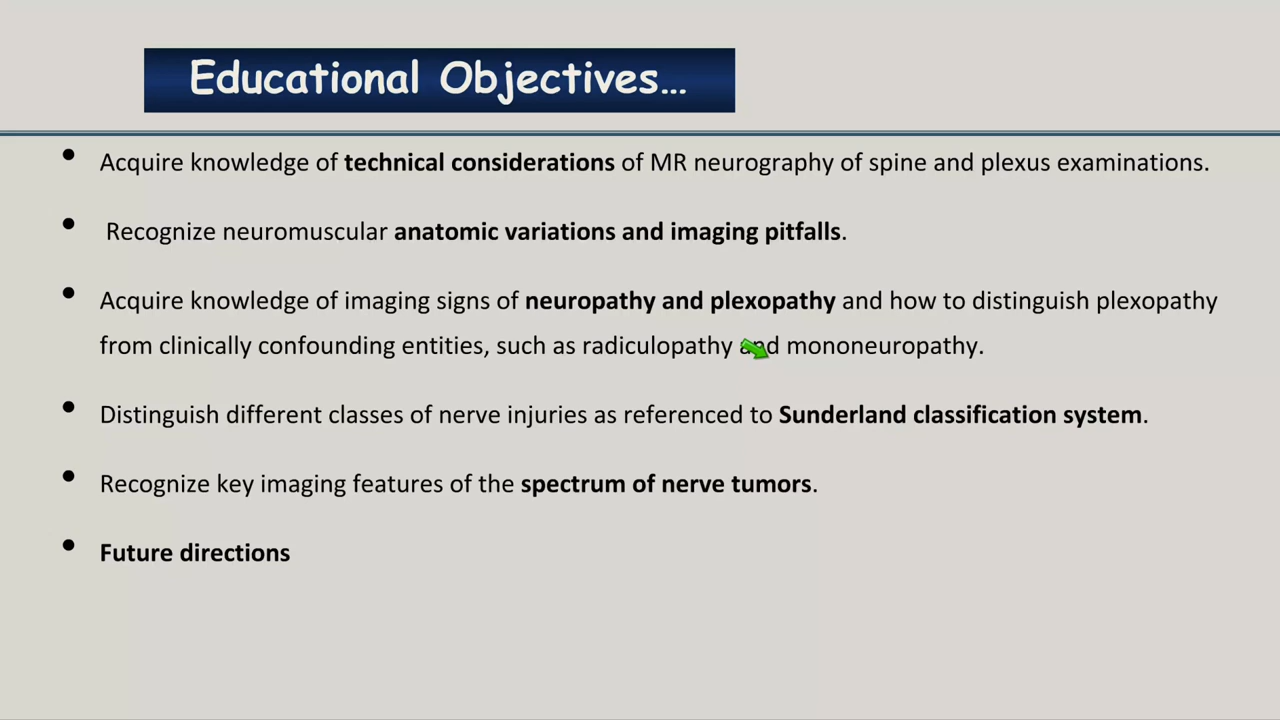 Educational Objectives…
• Acquire knowledge of technical considerations of MR neurography of spine and plexus examinations.
• Recognize neuromuscular anatomic variations and imaging pitfalls.
• Acquire knowledge of imaging signs of neuropathy and plexopathy and how to distinguish plexopathy
from clinically confounding entities, such as radiculopathy and mononeuropathy.
• Distinguish different classes of nerve injuries as referenced to Sunderland classification system.
• Recognize key imaging features of the spectrum of nerve tumors.
• Future directions